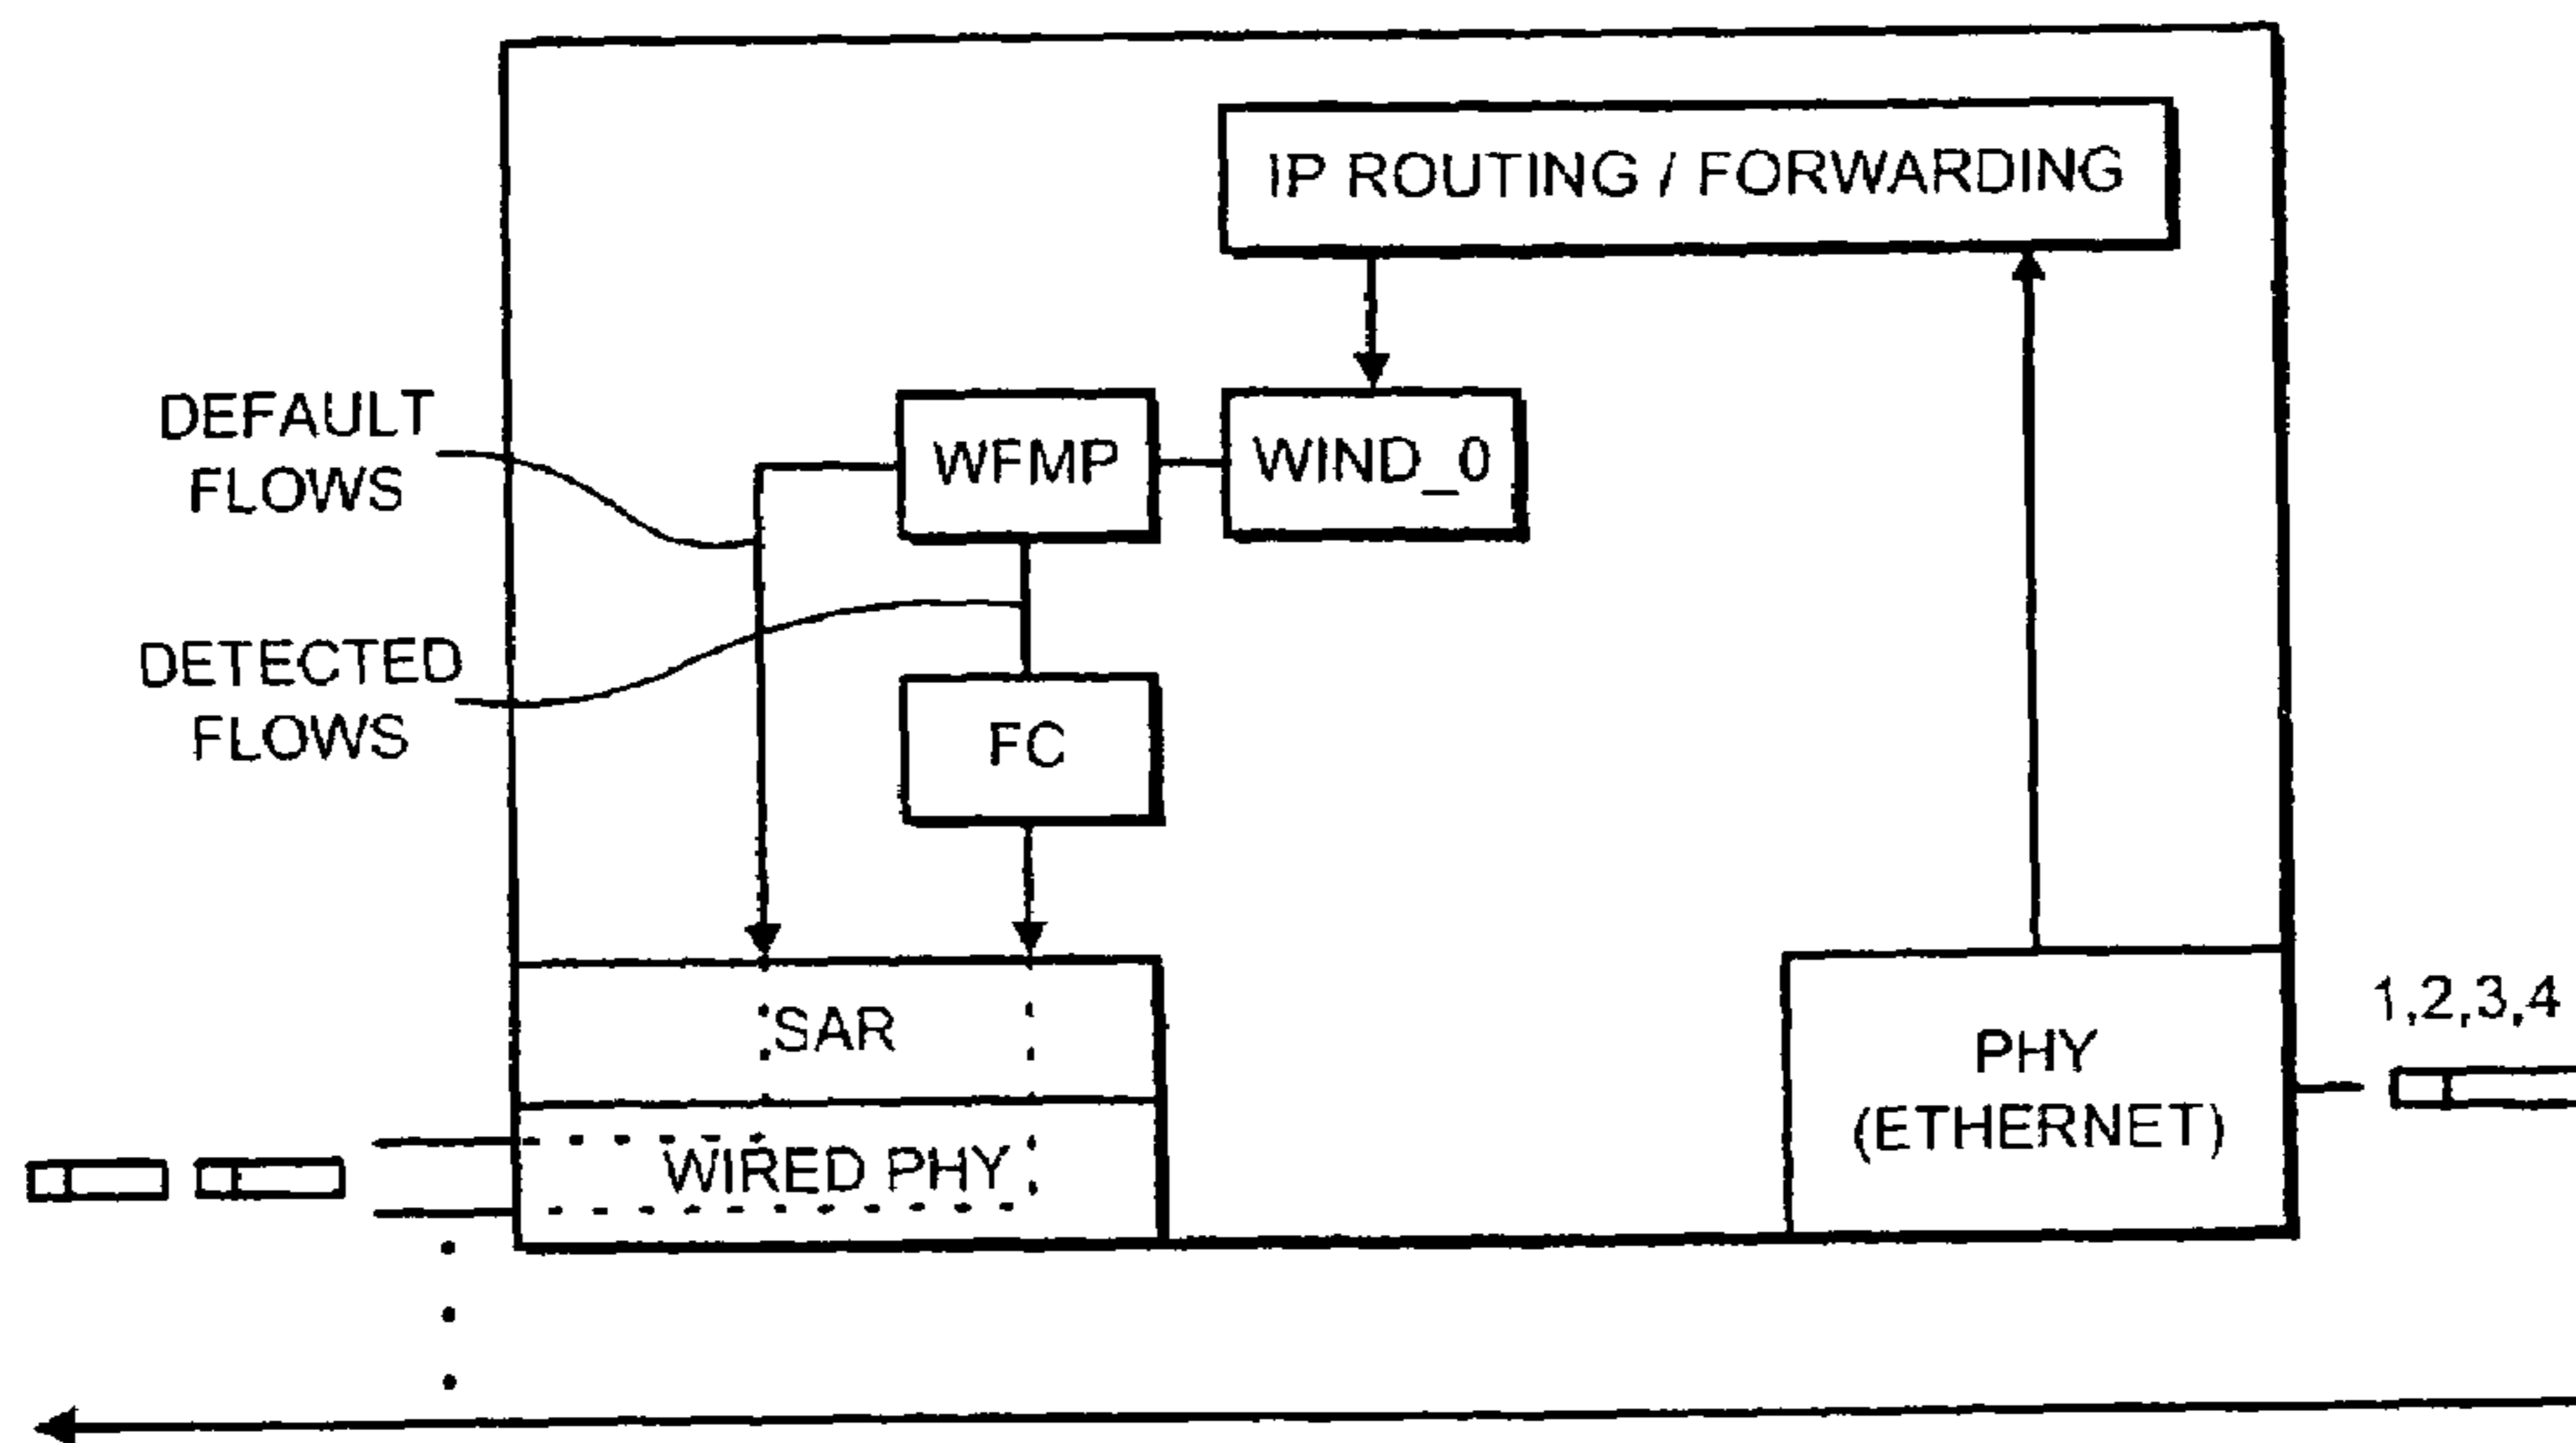 IP ROUTING / FORWARDING
DEFAULT
FLOWS
WFMP
WIND_0
DETECTED
FLOWS
FC
SAR
WIRED PHY
PHY
(ETHERNET)
1,2,3,4